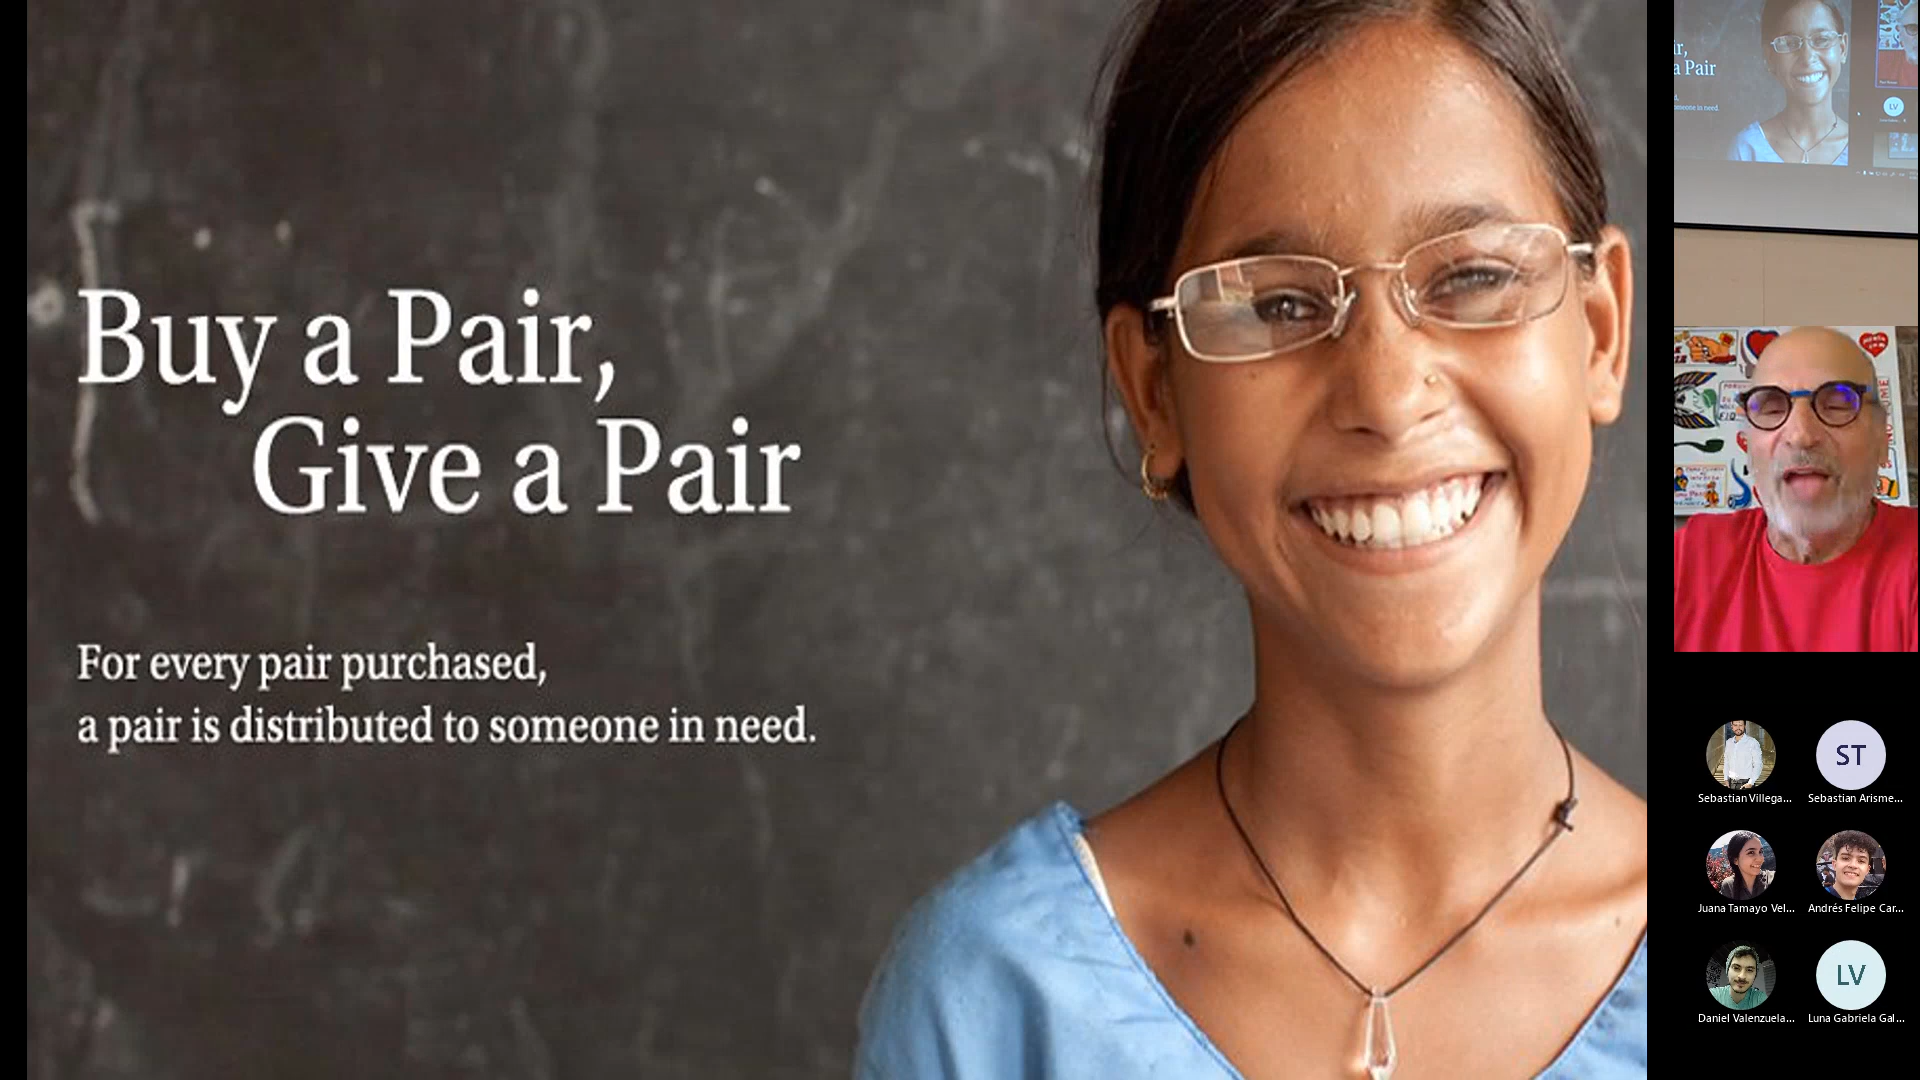 Buy a Pair,
Give a Pair
For every pair purchased,
a pair is distributed to someone in need.
a Pair
LV
Sebastian Villega...
ST
Sebastian Arisme...
Juana Tamayo Vel...
Andrés Felipe Car...
Daniel Valenzuela...
LV
Luna Gabriela Gal...